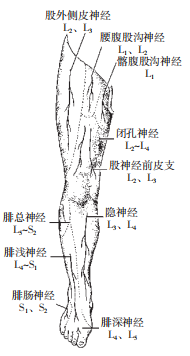 股外侧皮神经
L₂、L₃
腰腹股沟神经
L₁、L₂
髂腹股沟神经
L₁
闭孔神经
L₂~L₄
股神经前皮支
L₂、L₃
腓总神经
L₃~S₂
隐神经
L₃、L₄
腓浅神经
L₄~S₁
腓肠神经
S₁、S₂
腓深神经
L₄、L₅